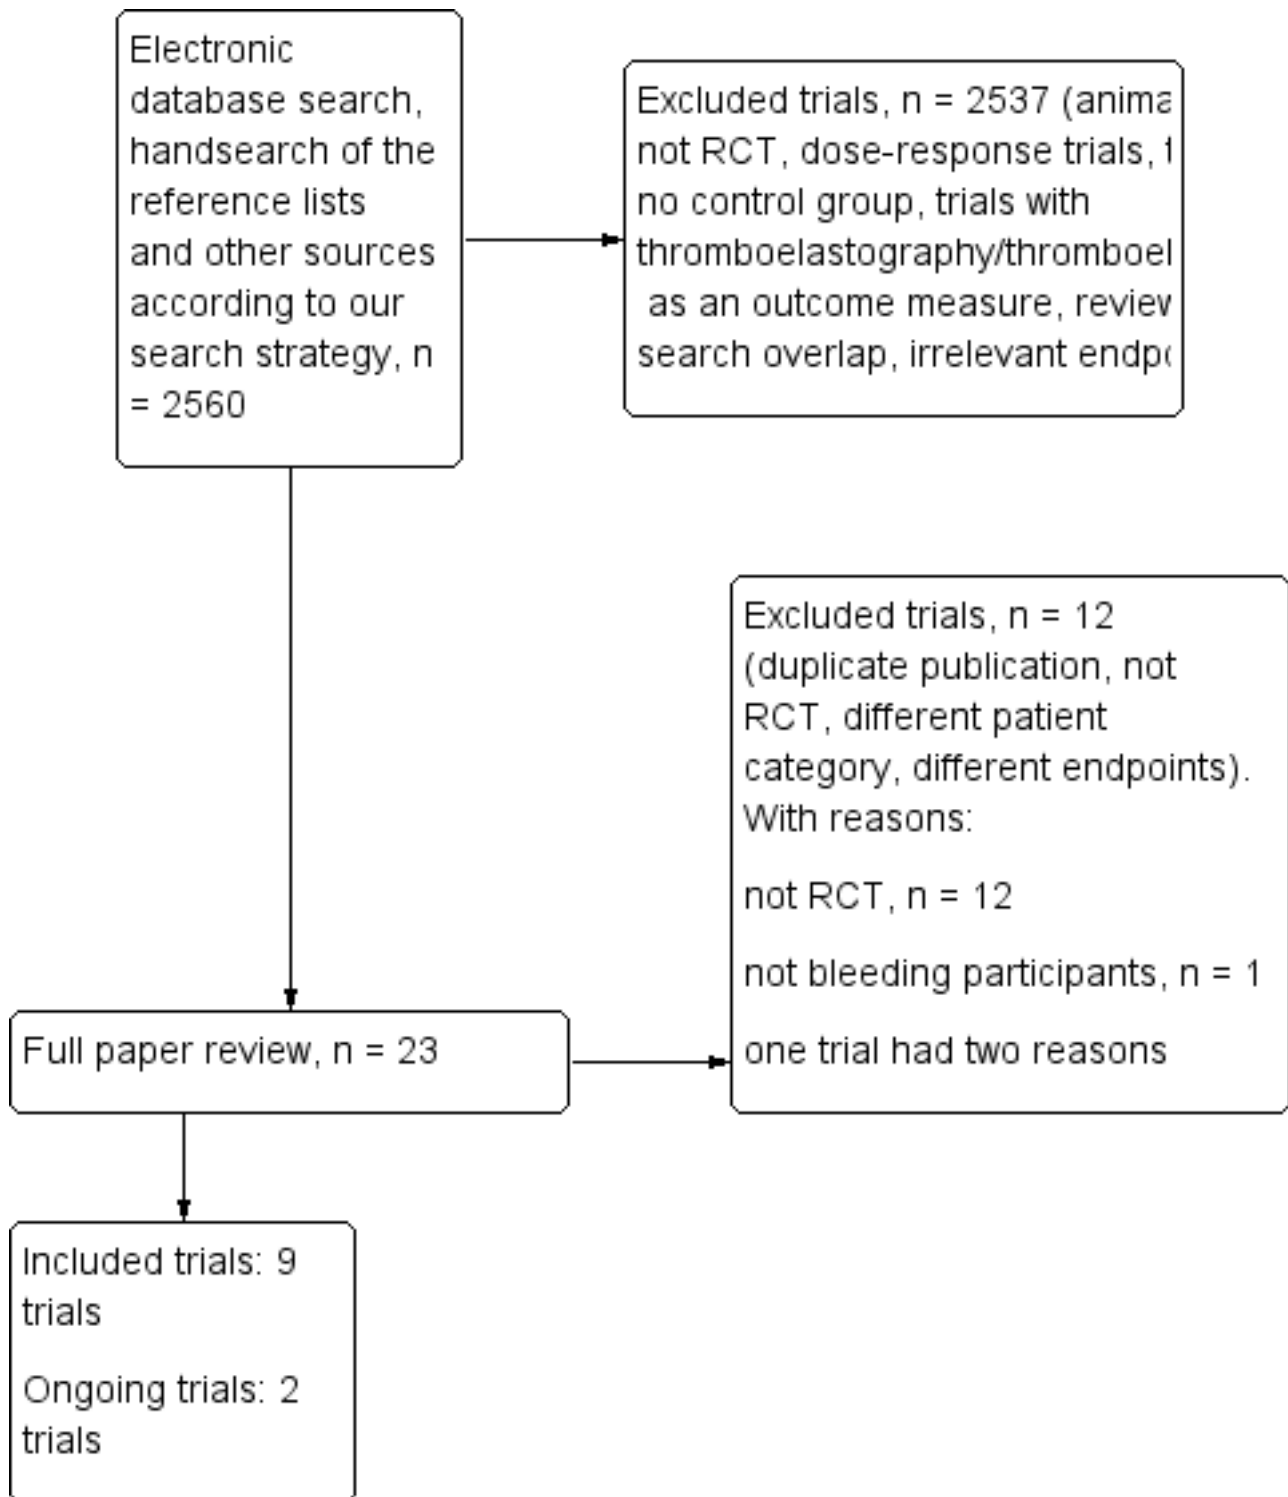 Electronic
database search,
handsearch of the
reference lists
and other sources
according to our
search strategy, n
= 2560
Excluded trials, n = 2537 (anima
not RCT, dose-response trials,
no control group, trials with
thromboelastography/thromboel
as an outcome measure, review
search overlap, irrelevant endpo
Excluded trials, n = 12
(duplicate publication, not
RCT, different patient
category, different endpoints).
With reasons:
not RCT, n = 12
not bleeding participants, n = 1
one trial had two reasons
Full paper review, n = 23
Included trials: 9
trials
Ongoing trials: 2
trials